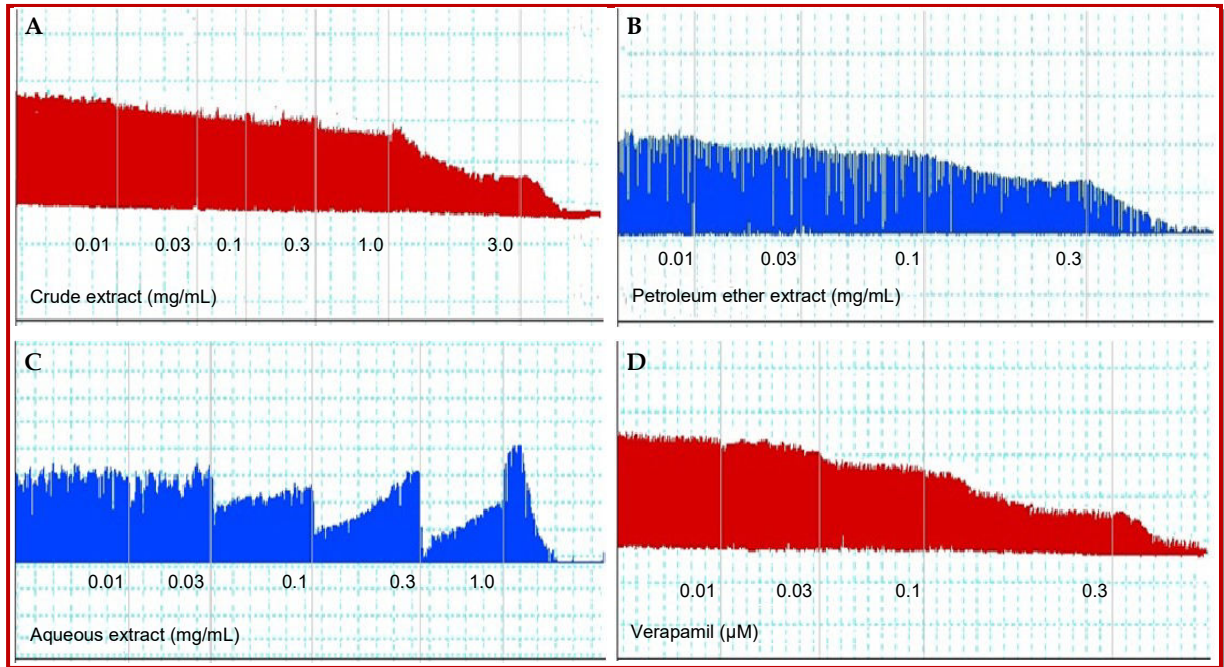 A
0.01 0.03 0.1 0.3 1.0 3.0
Crude extract (mg/mL)
B
0.01 0.03 0.1 0.3
Petroleum ether extract (mg/mL)
C
0.01 0.03 0.1 0.3 1.0
Aqueous extract (mg/mL)
D
0.01 0.03 0.1 0.3
Verapamil (µM)